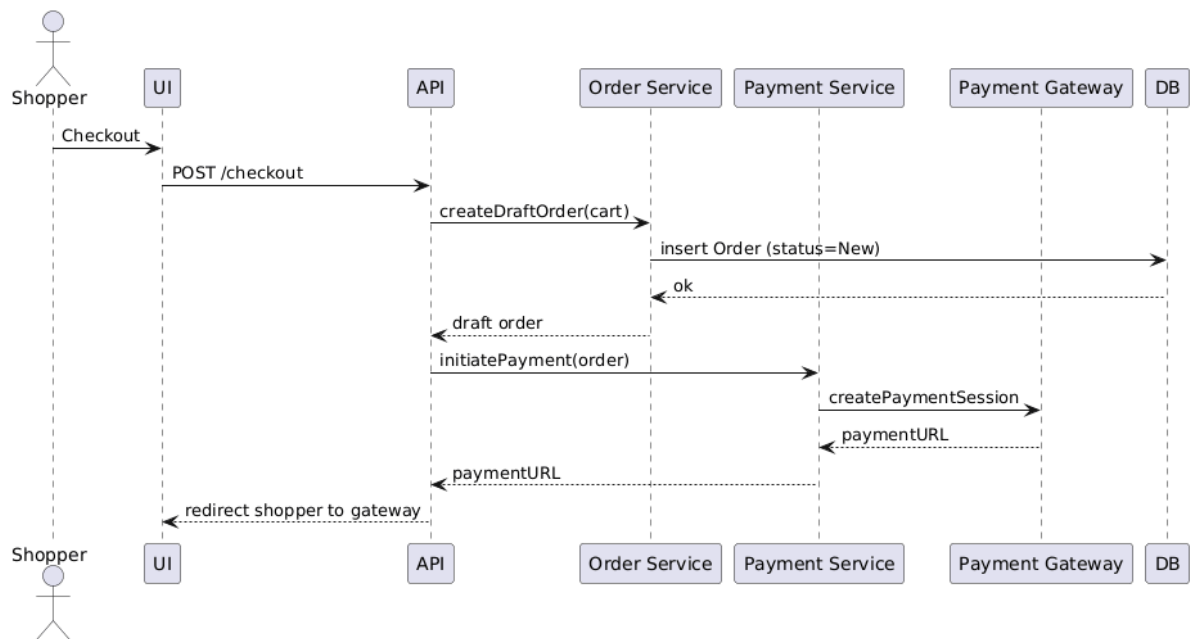 Shopper
UI
API
Order Service
Payment Service
Payment Gateway
DB
Checkout
POST /checkout
createDraftOrder(cart)
insert Order (status=New)
ok
draft order
initiatePayment(order)
createPaymentSession
paymentURL
paymentURL
redirect shopper to gateway
Shopper
UI
API
Order Service
Payment Service
Payment Gateway
DB